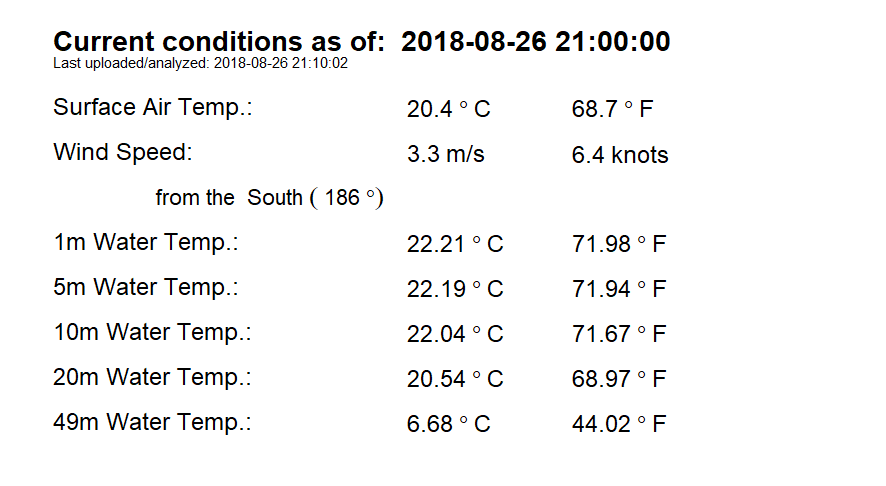 Current conditions as of: 2018-08-26 21:00:00
Last uploaded/analyzed: 2018-08-26 21:10:02
Surface Air Temp.: 20.4 ° C 68.7 ° F
Wind Speed: 3.3 m/s 6.4 knots
from the South ( 186 °)
1m Water Temp.: 22.21 ° C 71.98 ° F
5m Water Temp.: 22.19 ° C 71.94 ° F
10m Water Temp.: 22.04 ° C 71.67 ° F
20m Water Temp.: 20.54 ° C 68.97 ° F
49m Water Temp.: 6.68 ° C 44.02 ° F